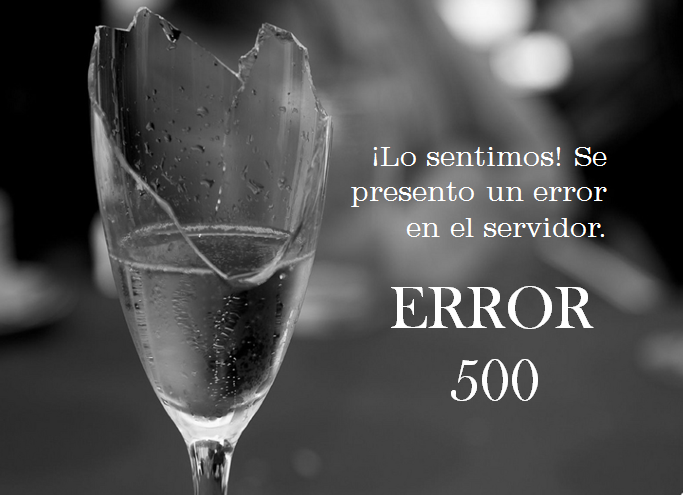 ¡Lo sentimos! Se
presento un error
en el servidor.
ERROR
500